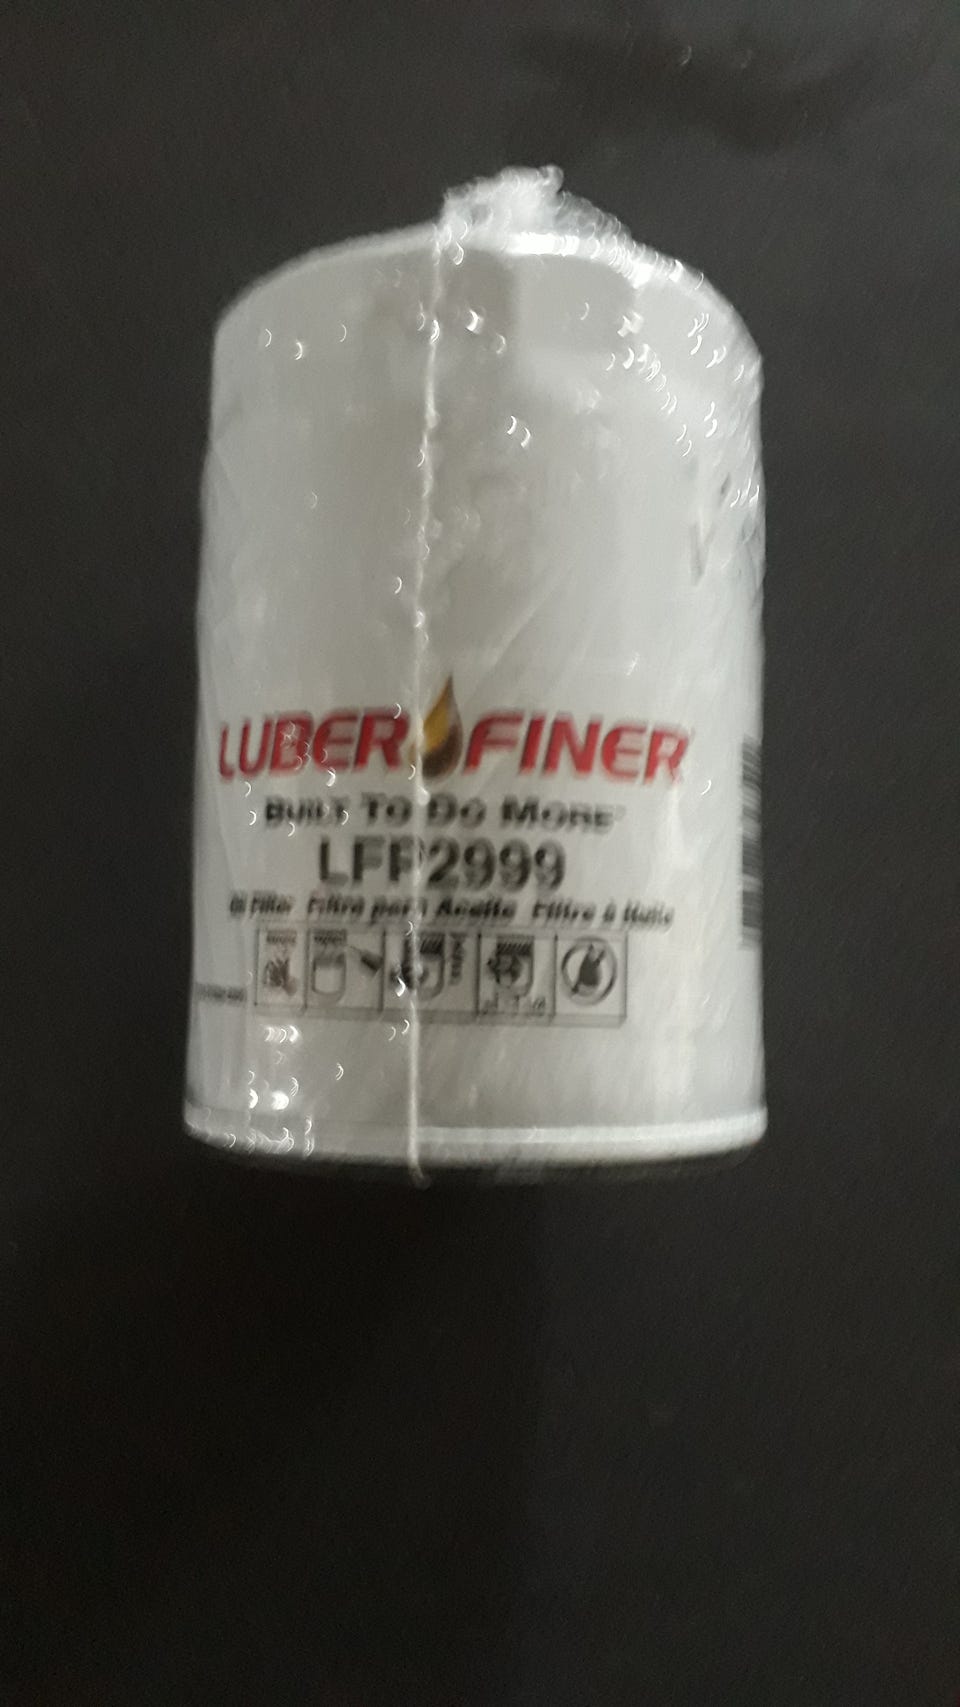 LUBER FINER
BUILT TO DO MORE
LFP2999
Oil Filter Filtro para Aceite Filtre à Huile